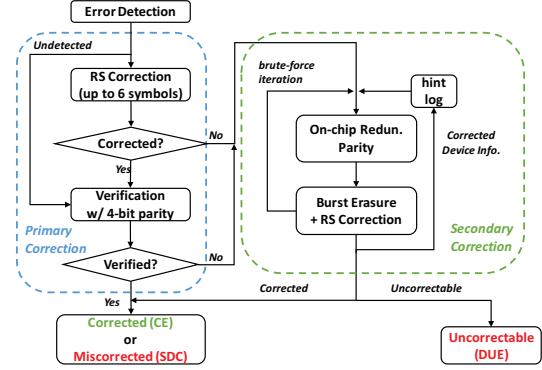 Error Detection
Undetected
RS Correction
(up to 6 symbols)
Corrected?
No
Yes
Verification
w/ 4-bit parity
Primary
Correction
Verified?
No
Yes
Corrected (CE)
or
Miscorrected (SDC)
brute-force
iteration
hint
log
On-chip Redun.
Parity
Corrected
Device Info.
Burst Erasure
+ RS Correction
Secondary
Correction
Corrected
Uncorrectable
Uncorrectable
(DUE)